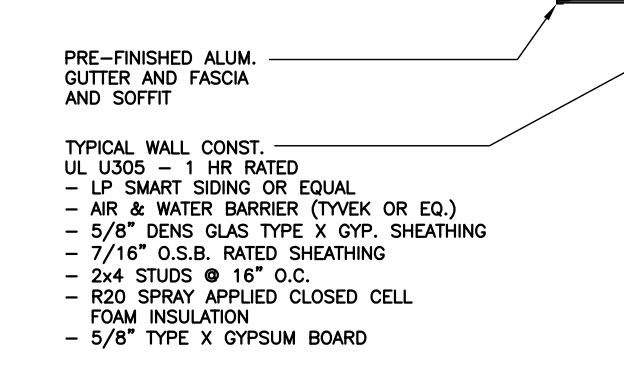 PRE-FINISHED ALUM.
GUTTER AND FASCIA
AND SOFFIT
TYPICAL WALL CONST.
UL U305 – 1 HR RATED
– LP SMART SIDING OR EQUAL
– AIR & WATER BARRIER (TYVEK OR EQ.)
– 5/8" DENS GLAS TYPE X GYP. SHEATHING
– 7/16" O.S.B. RATED SHEATHING
– 2x4 STUDS @ 16" O.C.
– R20 SPRAY APPLIED CLOSED CELL
FOAM INSULATION
– 5/8" TYPE X GYPSUM BOARD